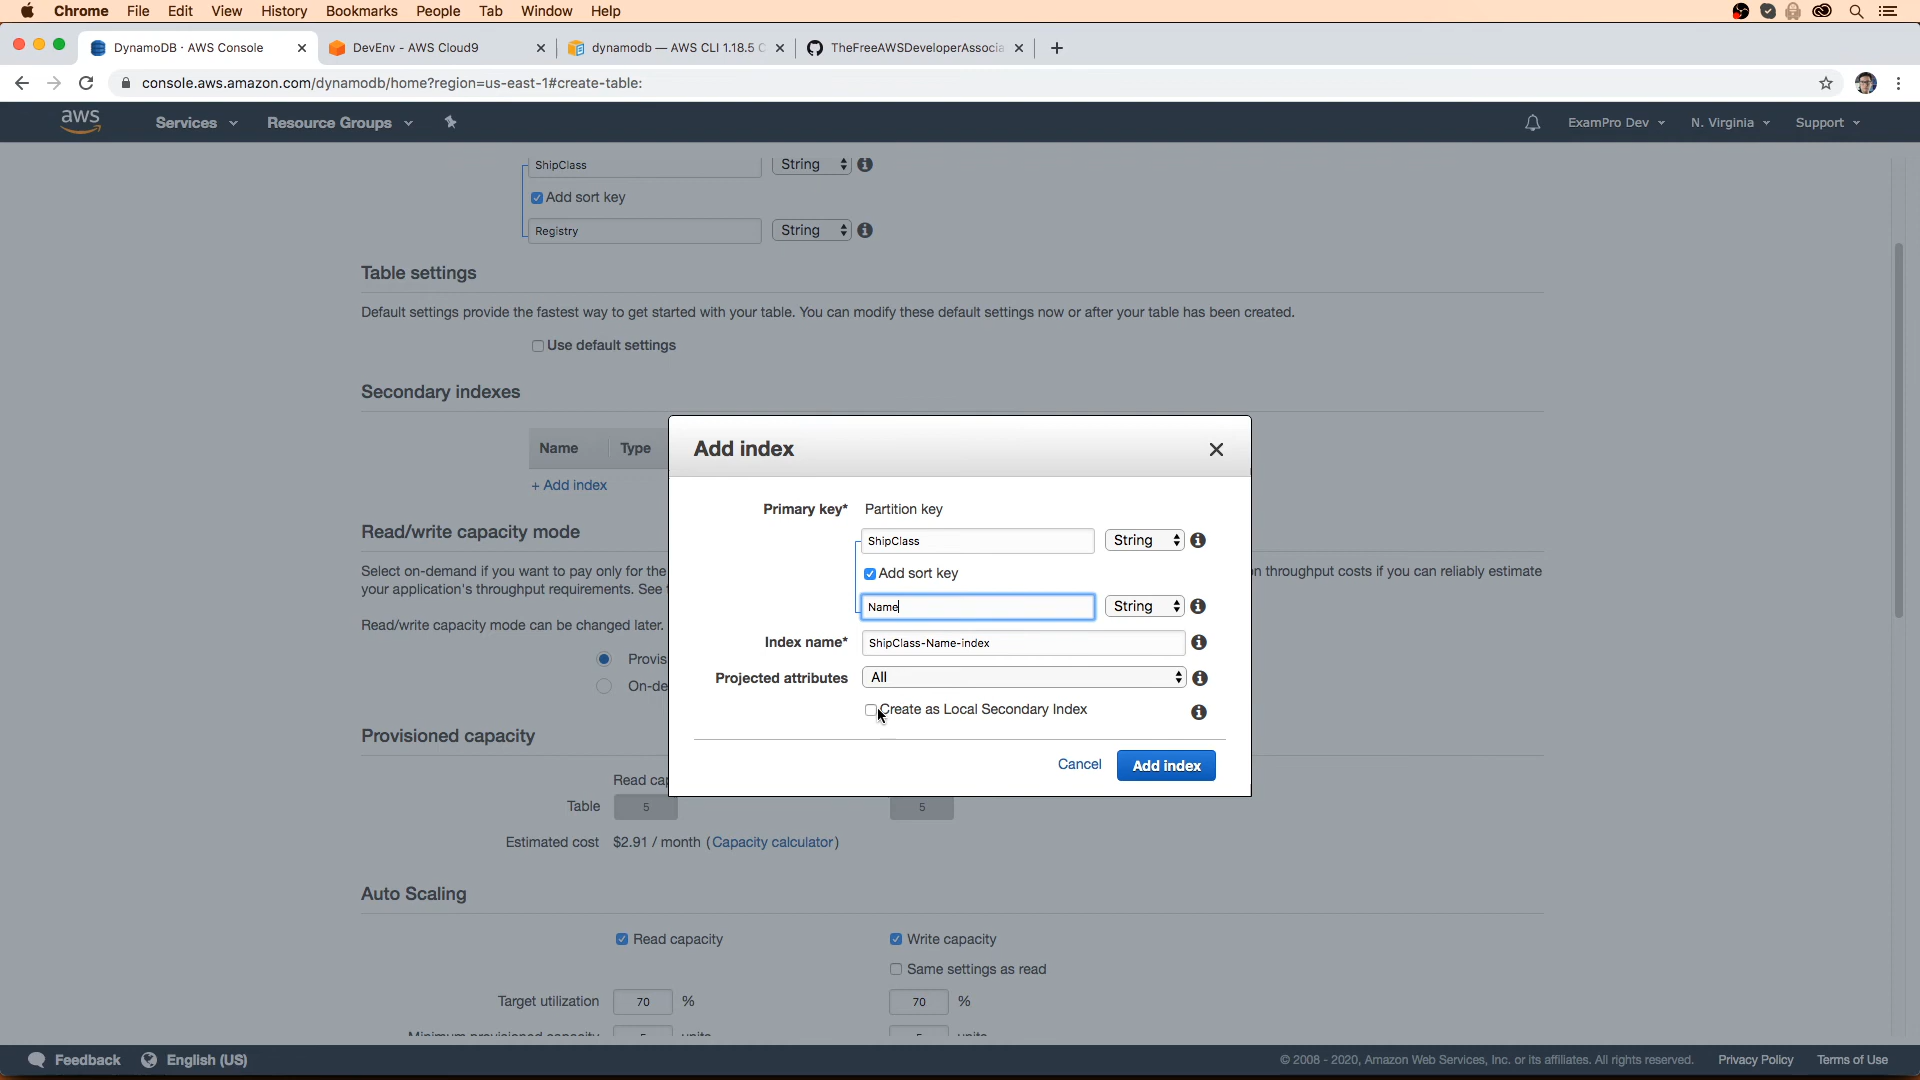 Chrome File Edit View History Bookmarks People Tab Window Help
DynamoDB · AWS Console
DevEnv - AWS Cloud9
dynamodb — AWS CLI 1.18.5
TheFreeAWSDeveloperAssocia
console.aws.amazon.com/dynamodb/home?region=us-east-1#create-table:
aws Services Resource Groups ExamPro Dev N. Virginia Support
ShipClass String
Add sort key
Registry String
Table settings
Default settings provide the fastest way to get started with your table. You can modify these default settings now or after your table has been created.
Use default settings
Secondary indexes
Name Type
+ Add index
Read/write capacity mode
Select on-demand if you want to pay only for the
n throughput costs if you can reliably estimate
your application's throughput requirements. See
Read/write capacity mode can be changed later.
Provis
On-de
Provisioned capacity
Read cap
Table 5 5
Estimated cost $2.91 / month (Capacity calculator)
Auto Scaling
Read capacity Write capacity
Same settings as read
Target utilization 70 % 70 %
Add index
Primary key* Partition key
ShipClass String
Add sort key
Name String
Index name* ShipClass-Name-index
Projected attributes All
Create as Local Secondary Index
Cancel Add index
Feedback English (US)
© 2008 - 2020, Amazon Web Services, Inc. or its affiliates. All rights reserved. Privacy Policy Terms of Use